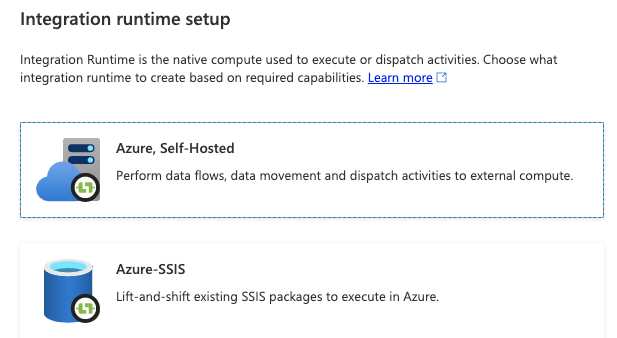 Integration runtime setup
Integration Runtime is the native compute used to execute or dispatch activities. Choose what
integration runtime to create based on required capabilities. Learn more
Azure, Self-Hosted
Perform data flows, data movement and dispatch activities to external compute.
Azure-SSIS
Lift-and-shift existing SSIS packages to execute in Azure.